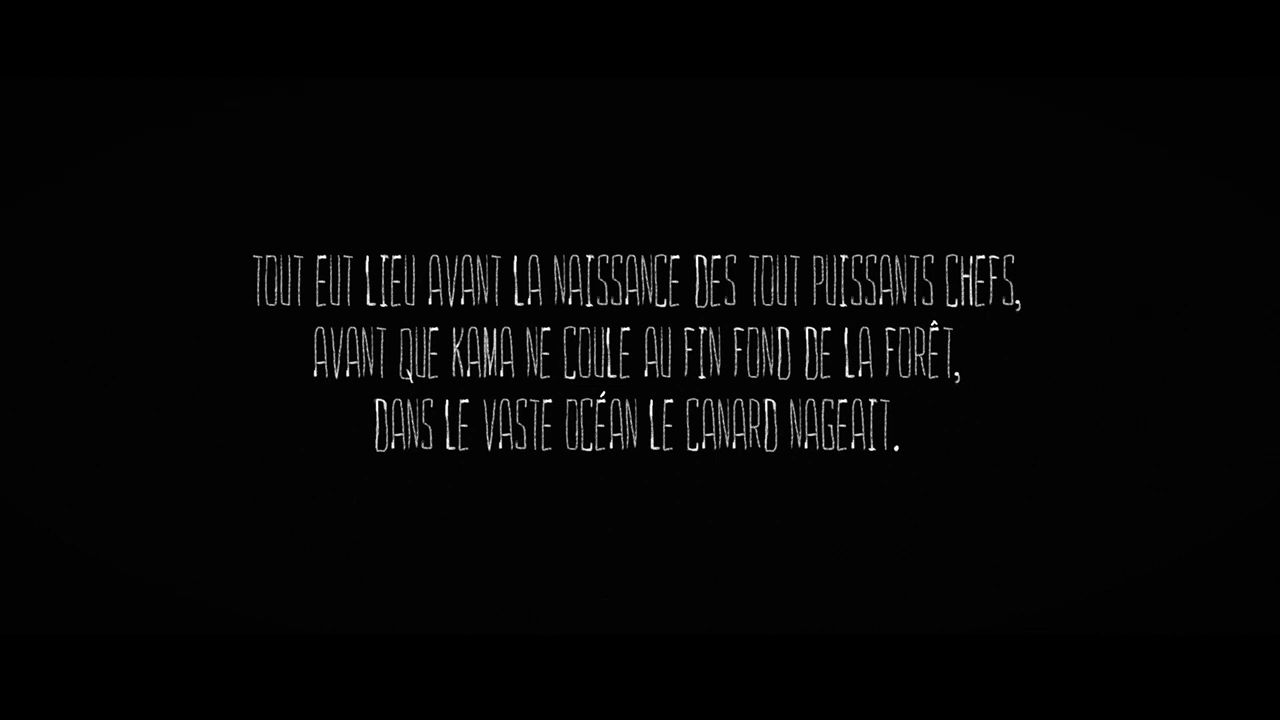 TOUT EUT LIEU AVANT LA NAISSANCE DES TOUT PUISSANTS CHEFS,
AVANT QUE KAMA NE COULE AU FIN FOND DE LA FORÊT,
DANS LE VASTE OCÉAN LE CANARD NAGEAIT.